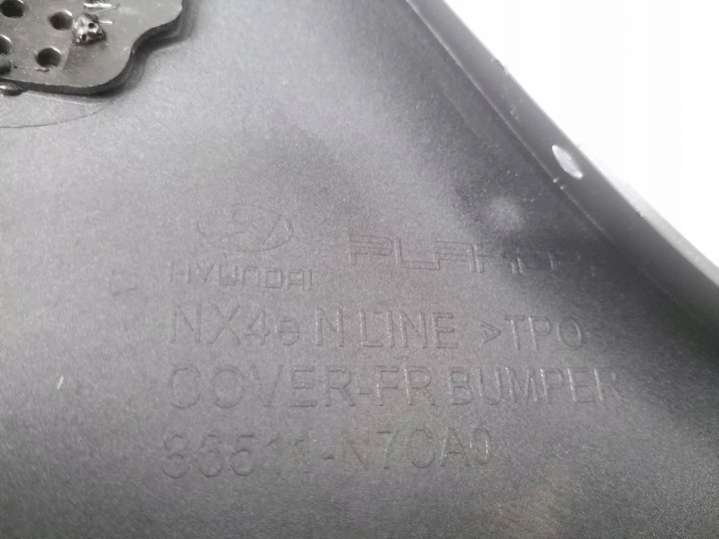 HYUNDAI
NX4e N LINE >TPO<
COVER-FR BUMPER
86511-N7CA0